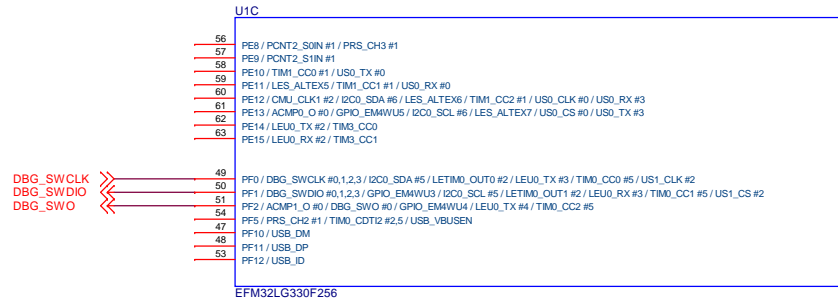 U1C
56 PE8 / PCNT2_S0IN #1 / PRS_CH3 #1
57 PE9 / PCNT2_S1IN #1
58 PE10 / TIM1_CC0 #1 / US0_TX #0
59 PE11 / LES_ALTEX5 / TIM1_CC1 #1 / US0_RX #0
60 PE12 / CMU_CLK1 #2 / I2C0_SDA #6 / LES_ALTEX6 / TIM1_CC2 #1 / US0_CLK #0 / US0_RX #3
61 PE13 / ACMP0_O #0 / GPIO_EM4WU5 / I2C0_SCL #6 / LES_ALTEX7 / US0_CS #0 / US0_TX #3
62 PE14 / LEU0_TX #2 / TIM3_CC0
63 PE15 / LEU0_RX #2 / TIM3_CC1
DBG_SWCLK 49 PF0 / DBG_SWCLK #0,1,2,3 / I2C0_SDA #5 / LETIM0_OUT0 #2 / LEU0_TX #3 / TIM0_CC0 #5 / US1_CLK #2
DBG_SWDIO 50 PF1 / DBG_SWDIO #0,1,2,3 / GPIO_EM4WU3 / I2C0_SCL #5 / LETIM0_OUT1 #2 / LEU0_RX #3 / TIM0_CC1 #5 / US1_CS #2
DBG_SWO 51 PF2 / ACMP1_O #0 / DBG_SWO #0 / GPIO_EM4WU4 / LEU0_TX #4 / TIM0_CC2 #5
54 PF5 / PRS_CH2 #1 / TIM0_CDTI2 #2,5 / USB_VBUSEN
47 PF10 / USB_DM
48 PF11 / USB_DP
53 PF12 / USB_ID
EFM32LG330F256